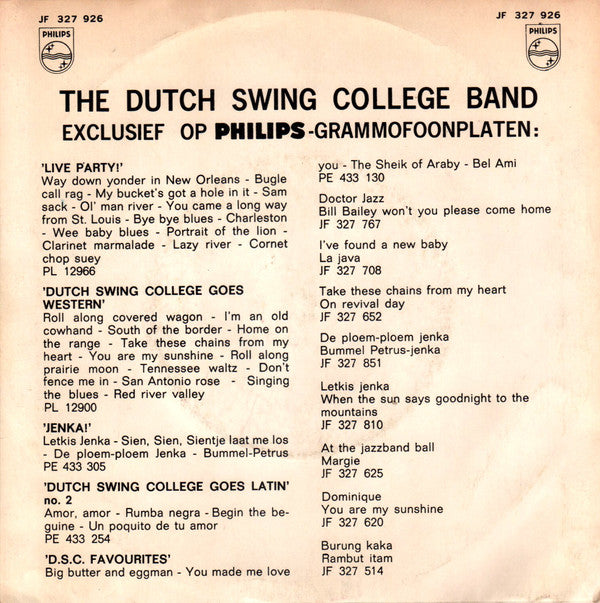 JF 327 926
JF 327 926
PHILIPS
PHILIPS
THE DUTCH SWING COLLEGE BAND
EXCLUSIEF OP PHILIPS-GRAMMOFOONPLATEN:
'LIVE PARTY!'
Way down yonder in New Orleans - Bugle
call rag - My bucket's got a hole in it - Sam
sack - Ol' man river - You came a long way
from St. Louis - Bye bye blues - Charleston
- Wee baby blues - Portrait of the lion -
Clarinet marmalade - Lazy river - Cornet
chop suey
PL 12966
'DUTCH SWING COLLEGE GOES
WESTERN'
Roll along covered wagon - I'm an old
cowhand - South of the border - Home on
the range - Take these chains from my
heart - You are my sunshine - Roll along
prairie moon - Tennessee waltz - Don't
fence me in - San Antonio rose - Singing
the blues - Red river valley
PL 12900
'JENKA!'
Letkis Jenka - Sien, Sien, Sientje laat me los
- De ploem-ploem Jenka - Bummel-Petrus
PE 433 305
'DUTCH SWING COLLEGE GOES LATIN'
no. 2
Amor, amor - Rumba negra - Begin the be-
guine - Un poquito de tu amor
PE 433 254
'D.S.C. FAVOURITES'
Big butter and eggman - You made me love
you - The Sheik of Araby - Bel Ami
PE 433 130
Doctor Jazz
Bill Bailey won't you please come home
JF 327 767
I've found a new baby
La java
JF 327 708
Take these chains from my heart
On revival day
JF 327 652
De ploem-ploem jenka
Bummel Petrus-jenka
JF 327 851
Letkis jenka
When the sun says goodnight to the
mountains
JF 327 810
At the jazzband ball
Margie
JF 327 625
Dominique
You are my sunshine
JF 327 620
Burung kaka
Rambut itam
JF 327 514